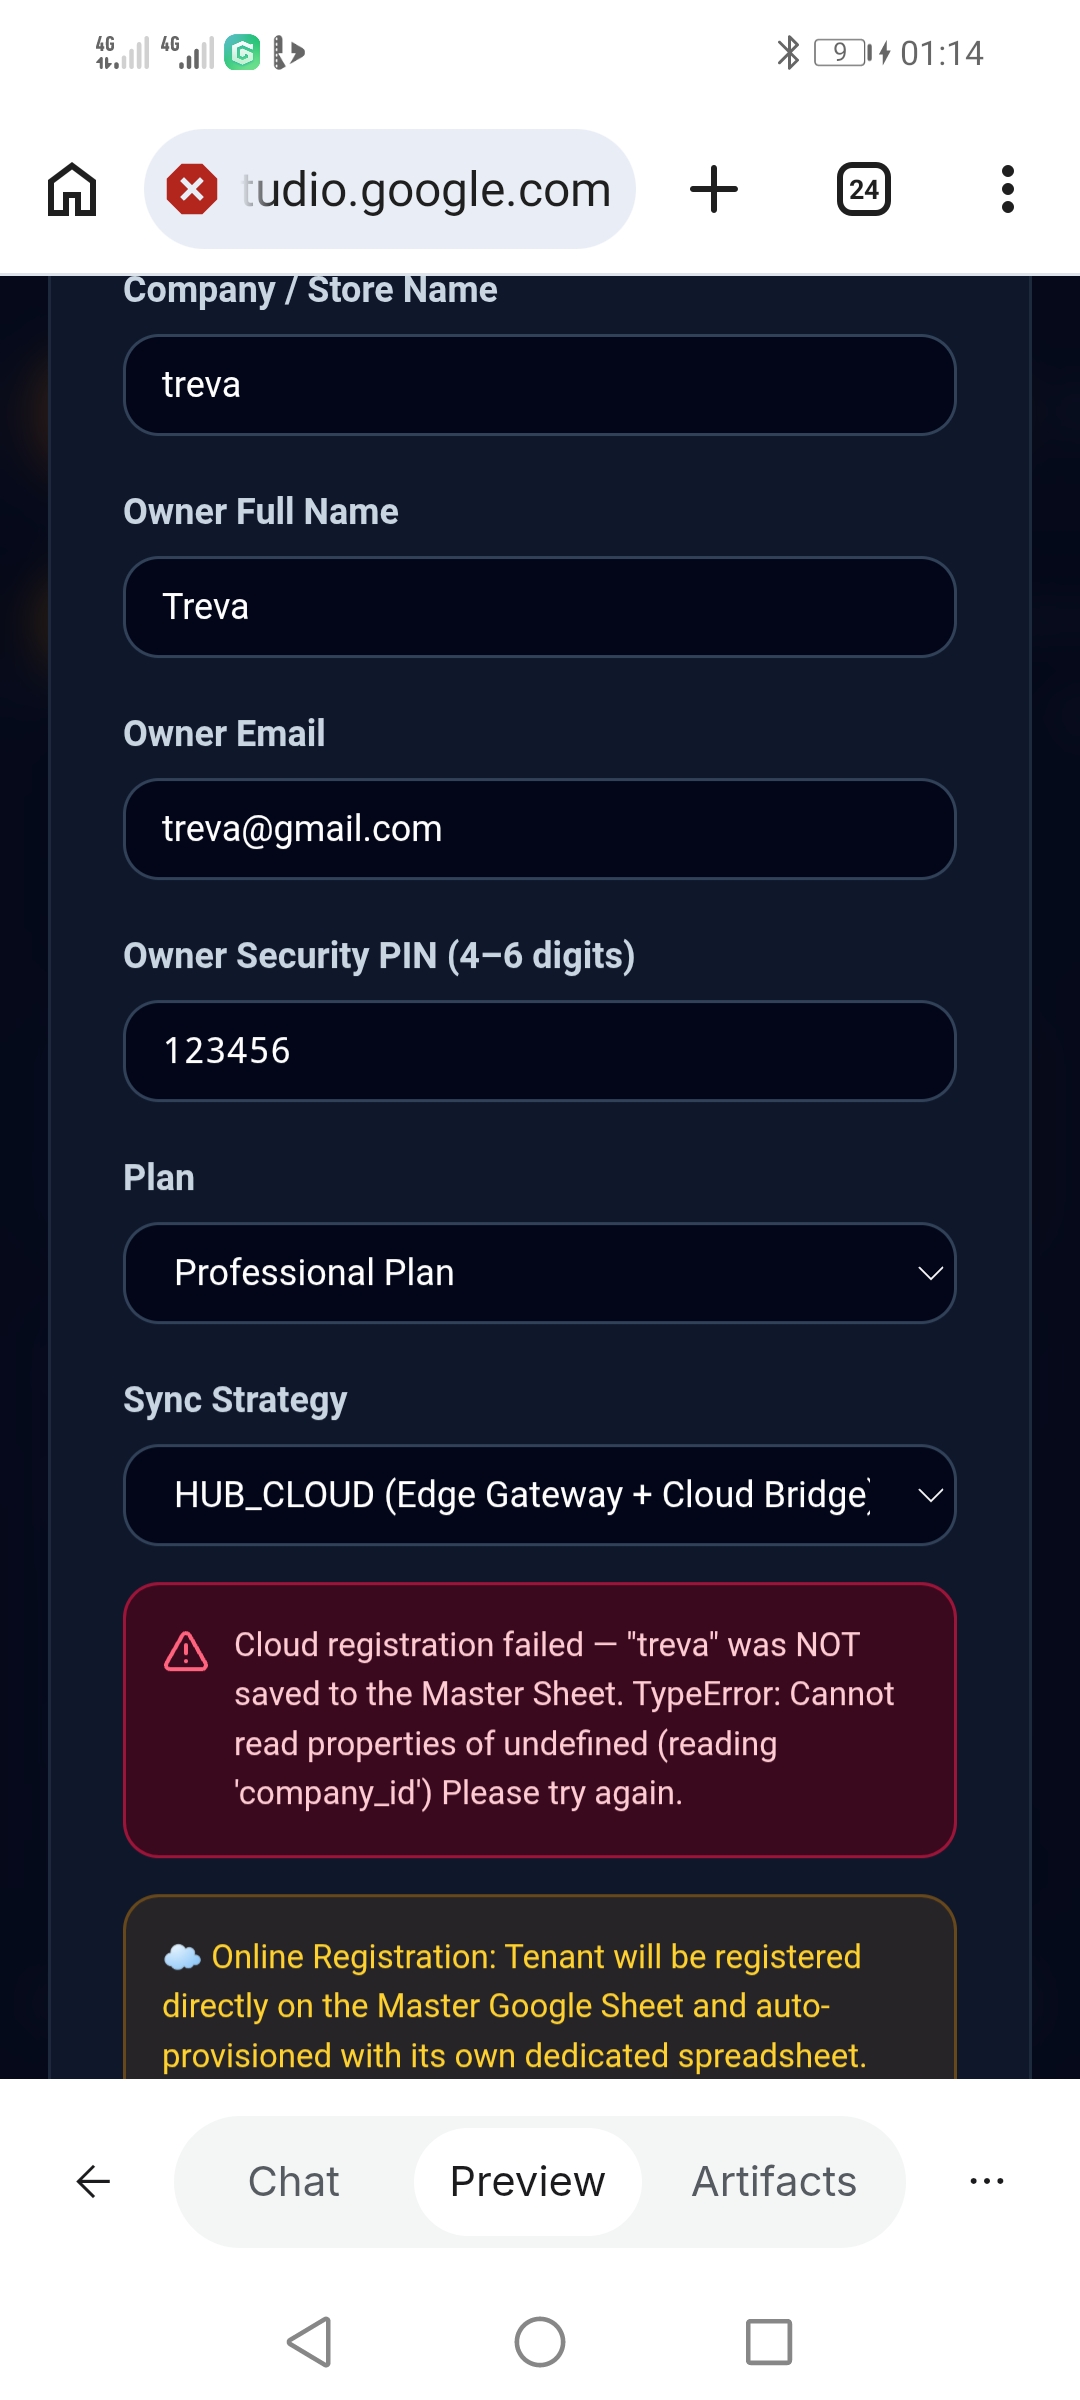 4G 4G 9 01:14
tudio.google.com 24
Company / Store Name
treva
Owner Full Name
Treva
Owner Email
treva@gmail.com
Owner Security PIN (4–6 digits)
123456
Plan
Professional Plan
Sync Strategy
HUB_CLOUD (Edge Gateway + Cloud Bridge)
Cloud registration failed — "treva" was NOT
saved to the Master Sheet. TypeError: Cannot
read properties of undefined (reading
'company_id') Please try again.
☁️ Online Registration: Tenant will be registered
directly on the Master Google Sheet and auto-
provisioned with its own dedicated spreadsheet.
Chat Preview Artifacts